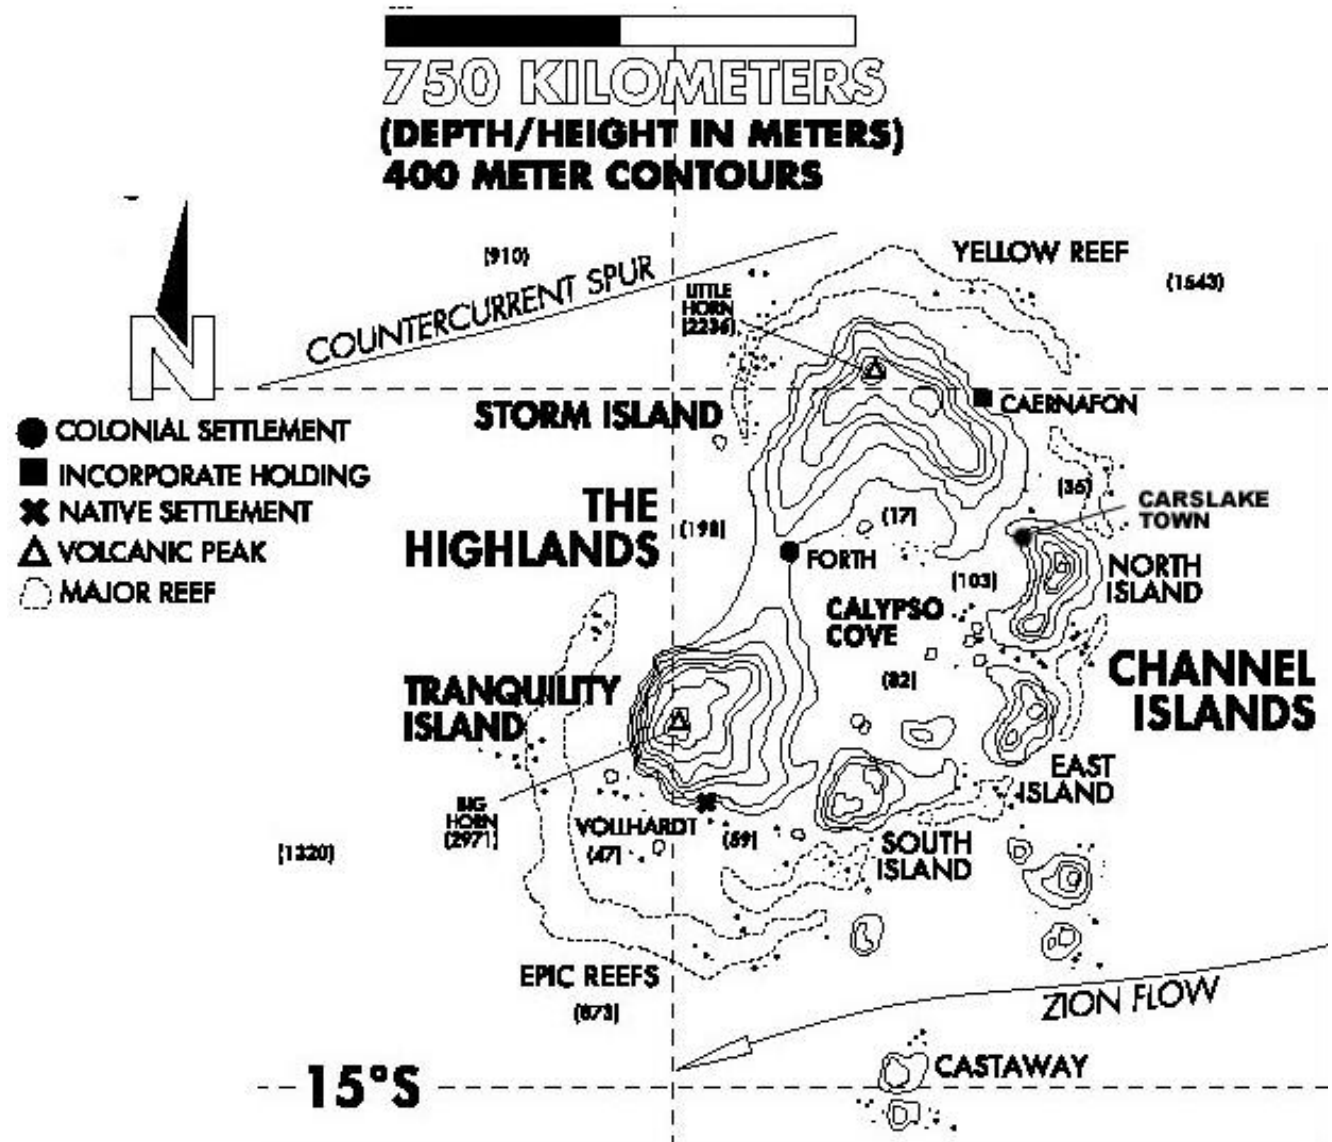 750 KILOMETERS
(DEPTH/HEIGHT IN METERS)
400 METER CONTOURS
N
COLONIAL SETTLEMENT
INCORPORATE HOLDING
NATIVE SETTLEMENT
VOLCANIC PEAK
MAJOR REEF
(910)
COUNTERCURRENT SPUR
YELLOW REEF
(1543)
LITTLE
HORN
(2236)
STORM ISLAND
CAERNAFON
THE
HIGHLANDS
(198)
(17)
(36)
CARSLAKE
TOWN
FORTH
(103)
NORTH
ISLAND
CALYPSO
COVE
(82)
CHANNEL
ISLANDS
TRANQUILITY
ISLAND
EAST
ISLAND
BIG
HORN
(2971)
VOLLHARDT
(47)
(59)
SOUTH
ISLAND
(1320)
EPIC REEFS
(873)
ZION FLOW
15°S
CASTAWAY